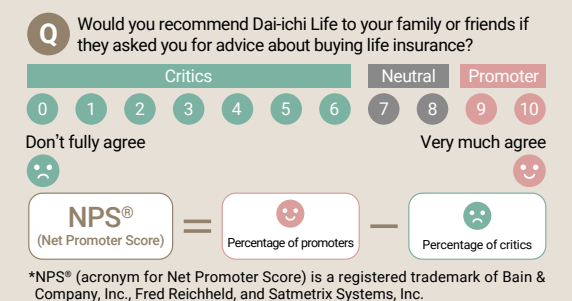 Q
Would you recommend Dai-ichi Life to your family or friends if
they asked you for advice about buying life insurance?
Critics Neutral Promoter
0 1 2 3 4 5 6 7 8 9 10
Don't fully agree Very much agree
NPS® = Percentage of promoters − Percentage of critics
(Net Promoter Score)
*NPS® (acronym for Net Promoter Score) is a registered trademark of Bain &
Company, Inc., Fred Reichheld, and Satmetrix Systems, Inc.